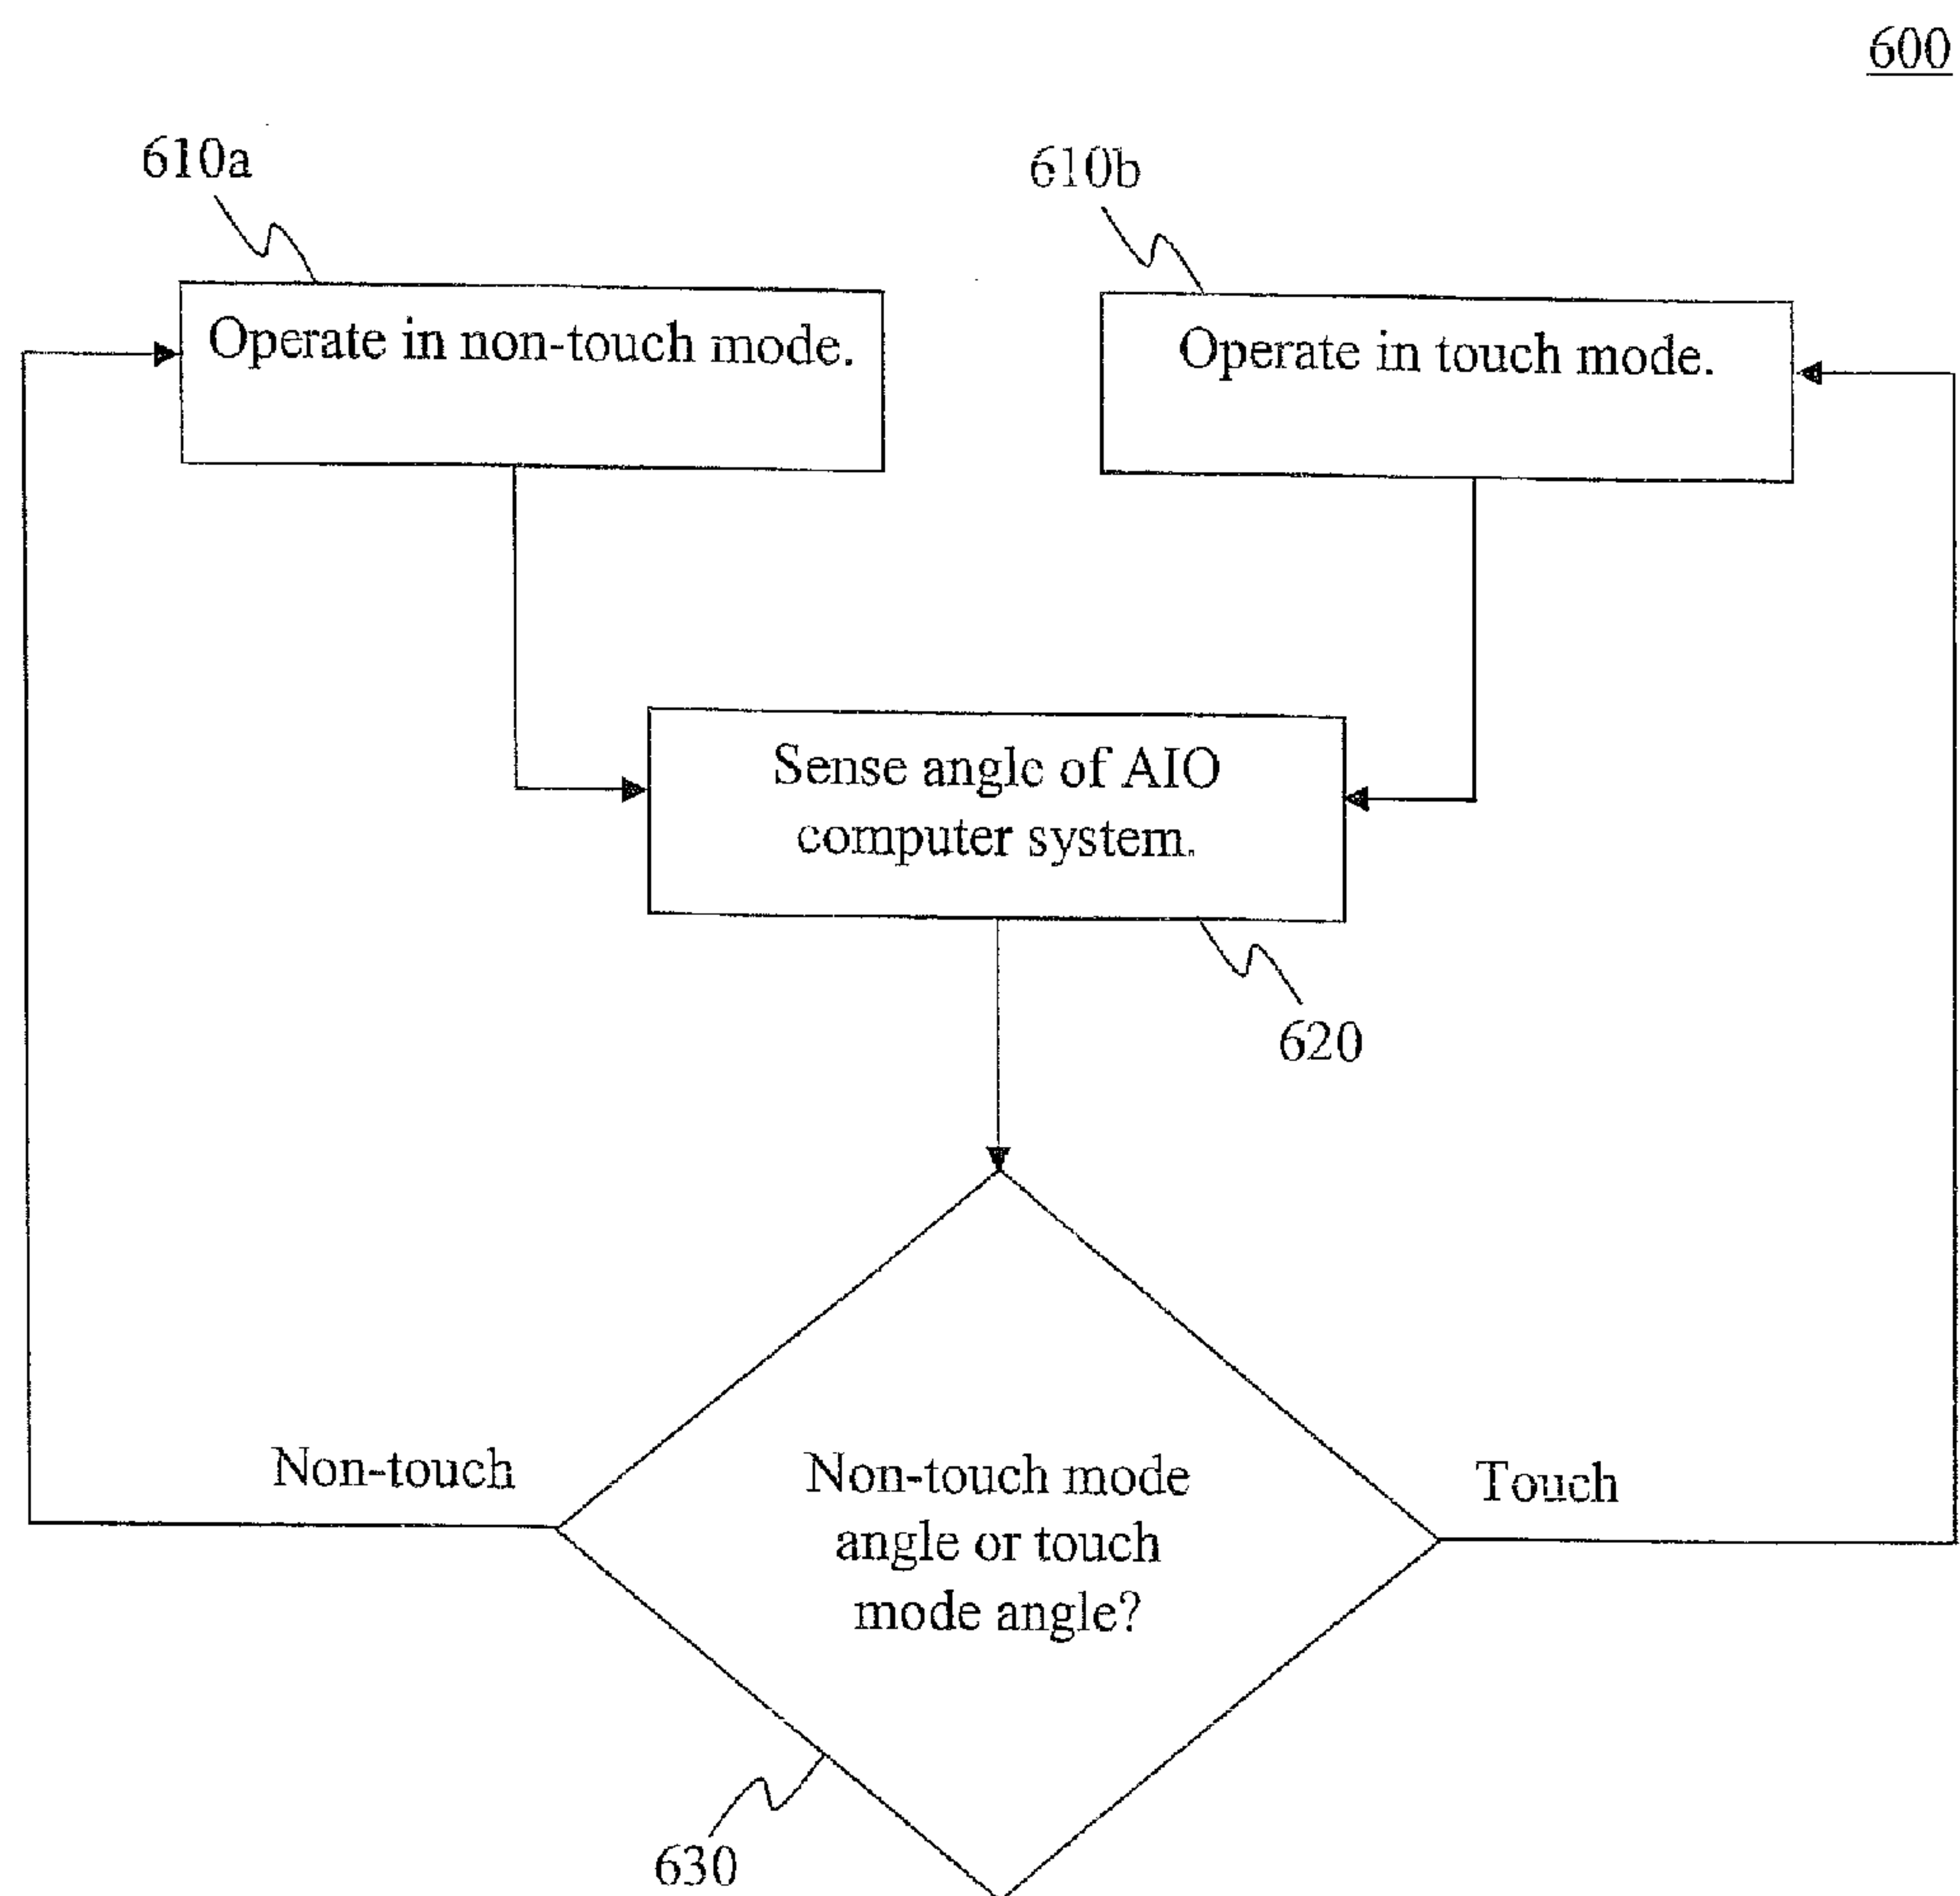 600
610a
610b
Operate in non-touch mode.
Operate in touch mode.
Sense angle of AIO
computer system.
620
Non-touch
Non-touch mode
angle or touch
mode angle?
Touch
630